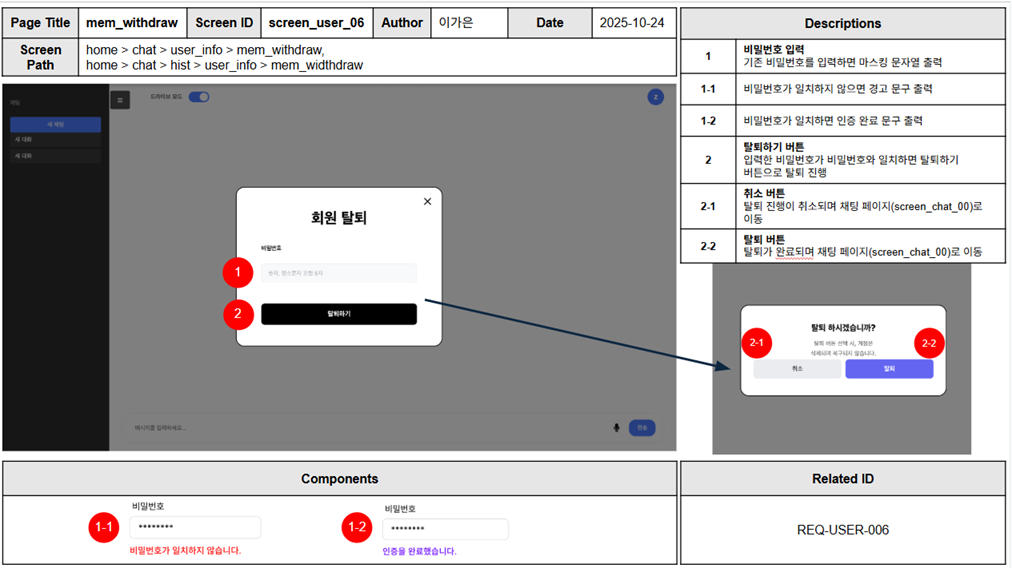 Page Title mem_withdraw Screen ID screen_user_06 Author 이가은 Date 2025-10-24
Screen Path home > chat > user_info > mem_withdraw,
home > chat > hist > user_info > mem_widthdraw
채팅
새 채팅
새 대화
새 대화
드라이브 모드
Z
회원 탈퇴
비밀번호
1
숫자, 영소문자 조합 8자
2 탈퇴하기
메시지를 입력하세요...
전송
Descriptions
1 비밀번호 입력
기존 비밀번호를 입력하면 마스킹 문자열 출력
1-1 비밀번호가 일치하지 않으면 경고 문구 출력
1-2 비밀번호가 일치하면 인증 완료 문구 출력
2 탈퇴하기 버튼
입력한 비밀번호가 비밀번호와 일치하면 탈퇴하기
버튼으로 탈퇴 진행
2-1 취소 버튼
탈퇴 진행이 취소되며 채팅 페이지(screen_chat_00)로
이동
2-2 탈퇴 버튼
탈퇴가 완료되며 채팅 페이지(screen_chat_00)로 이동
탈퇴 하시겠습니까?
2-1 2-2
탈퇴 버튼 선택 시, 계정은
삭제되며 복구되지 않습니다.
취소 탈퇴
Components
비밀번호
1-1
비밀번호가 일치하지 않습니다.
비밀번호
1-2
인증을 완료했습니다.
Related ID
REQ-USER-006